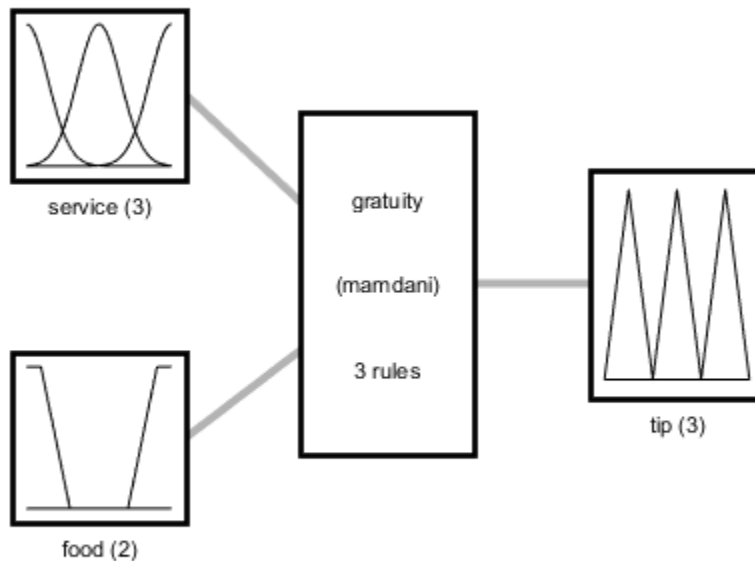 service (3)
food (2)
gratuity
(mamdani)
3 rules
tip (3)